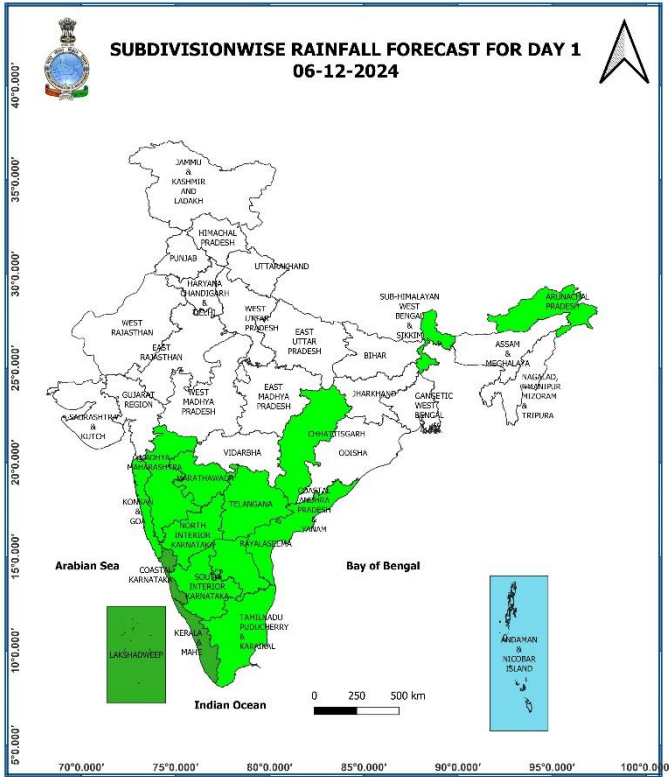 SUBDIVISIONWISE RAINFALL FORECAST FOR DAY 1
06-12-2024
40°0.000'
35°0.000'
30°0.000'
25°0.000'
20°0.000'
15°0.000'
10°0.000'
5°0.000'
JAMMU
&
KASHMIR
AND
LADAKH
HIMACHAL
PRADESH
PUNJAB
UTTARAKHAND
HARYANA
CHANDIGARH
&
DELHI
WEST
UTTAR
PRADESH
EAST
UTTAR
PRADESH
SUB-HIMALAYAN
WEST
BENGAL
&
SIKKIM
ARUNACHAL
PRADESH
WEST
RAJASTHAN
EAST
RAJASTHAN
BIHAR
ASSAM
&
MEGHALAYA
NAGALAD,
MANIPUR
MIZORAM
&
TRIPURA
GUJARAT
REGION
SAURASHTRA
&
KUTCH
WEST
MADHYA
PRADESH
EAST
MADHYA
PRADESH
JHARKHAND
GANGETIC
WEST
BENGAL
CHHATTISGARH
ODISHA
VIDARBHA
MADHYA
MAHARASHTRA
MARATHAWADA
KONKAN
&
GOA
TELANGANA
COASTAL
ANDHRA
PRADESH
&
YANAM
NORTH
INTERIOR
KARNATAKA
RAYALASEEMA
COASTAL
KARNATAKA
SOUTH
INTERIOR
KARNATAKA
TAMILNADU
PUDUCHERRY
&
KARAIKAL
KERALA
&
MAHE
LAKSHADWEEP
ANDAMAN
&
NICOBAR
ISLAND
Arabian Sea
Bay of Bengal
Indian Ocean
0 250 500 km
70°0.000' 75°0.000' 80°0.000' 85°0.000' 90°0.000' 95°0.000' 100°0.000'